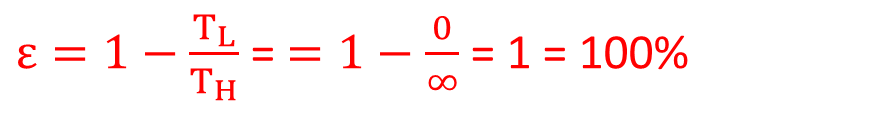 ε = 1 − T_L/T_H = = 1 − 0/∞ = 1 = 100%